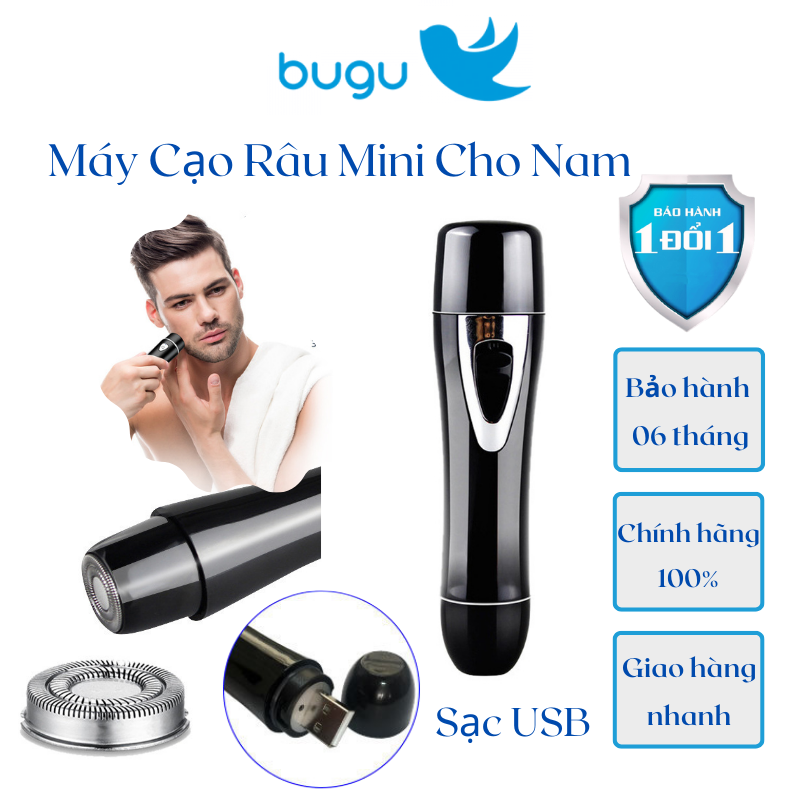 bugu
Máy Cạo Râu Mini Cho Nam
BẢO HÀNH
1 ĐỔI 1
Bảo hành
06 tháng
Chính hãng
100%
Giao hàng
nhanh
Sạc USB